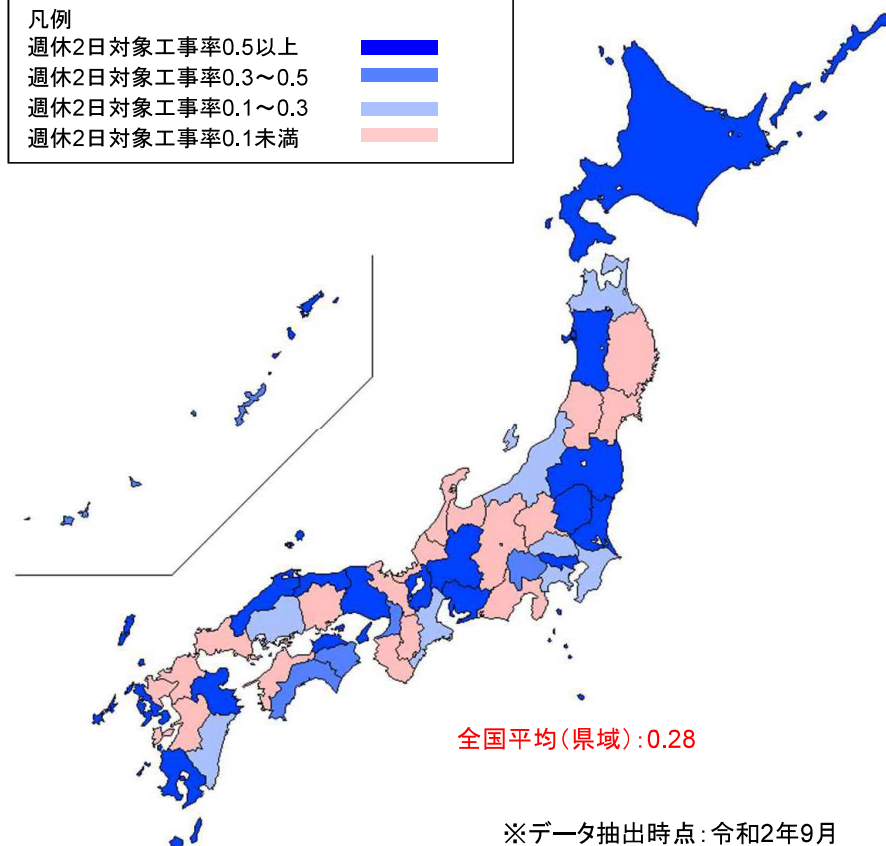 凡例
週休2日対象工事率0.5以上
週休2日対象工事率0.3～0.5
週休2日対象工事率0.1～0.3
週休2日対象工事率0.1未満
全国平均(県域):0.28
※データ抽出時点:令和2年9月